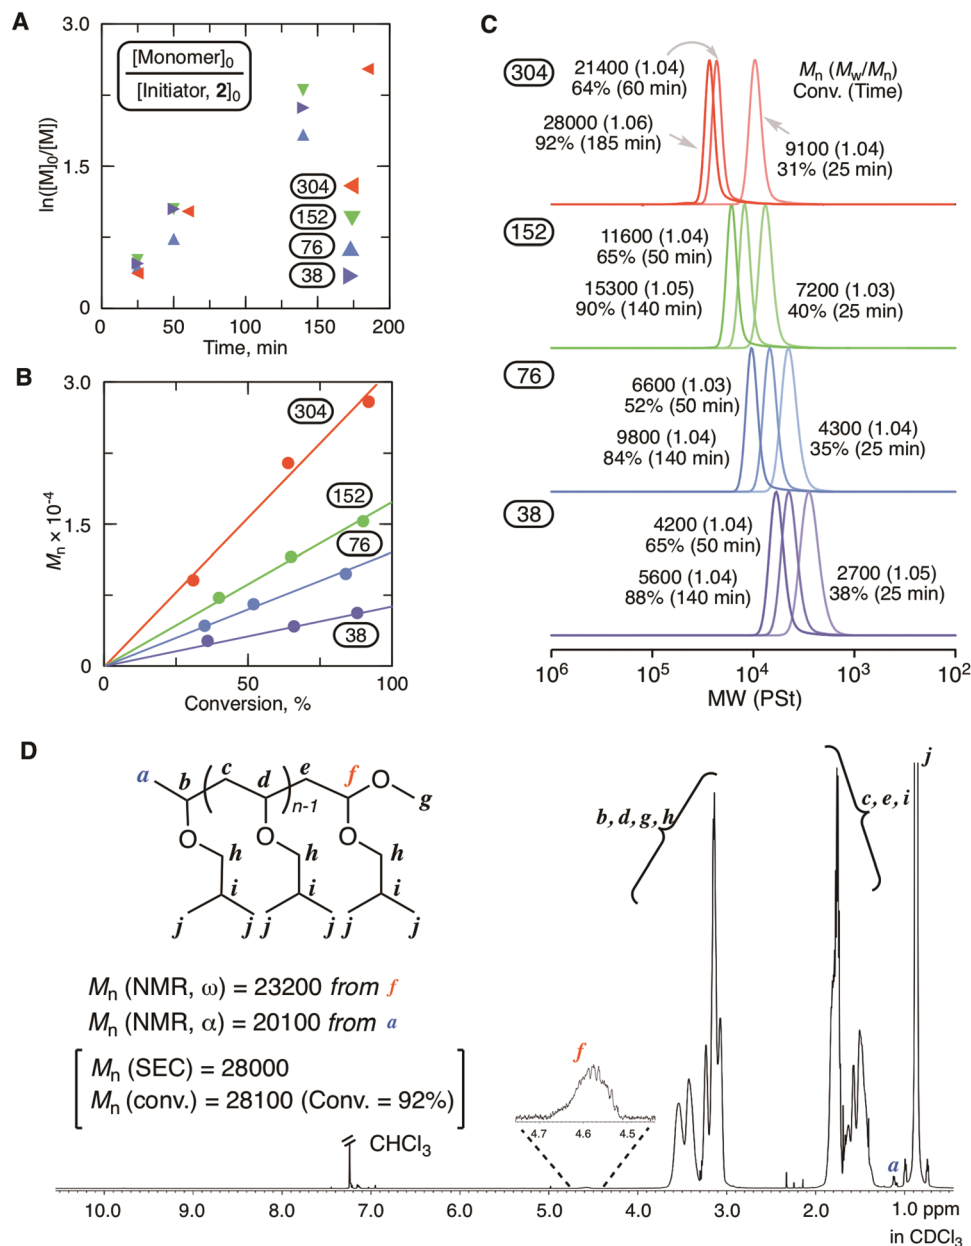 A
3.0
1.5
0
ln([M]0/[M])
[Monomer]0
[Initiator, 2]0
304
152
76
38
0 50 100 150 200
Time, min
B
3.0
1.5
0
Mn × 10-4
304
152
76
38
0 50 100
Conversion, %
C
304
21400 (1.04)
64% (60 min)
28000 (1.06)
92% (185 min)
Mn (Mw/Mn)
Conv. (Time)
9100 (1.04)
31% (25 min)
152
11600 (1.04)
65% (50 min)
15300 (1.05)
90% (140 min)
7200 (1.03)
40% (25 min)
76
6600 (1.03)
52% (50 min)
9800 (1.04)
84% (140 min)
4300 (1.04)
35% (25 min)
38
4200 (1.04)
65% (50 min)
5600 (1.04)
88% (140 min)
2700 (1.05)
38% (25 min)
10^6 10^5 10^4 10^3 10^2
MW (PSt)
D
a b c d e f O g
n-1
O O O
h h h
i i i
j j j j j j
Mn (NMR, ω) = 23200 from f
Mn (NMR, α) = 20100 from a
Mn (SEC) = 28000
Mn (conv.) = 28100 (Conv. = 92%)
CHCl3
f
4.7 4.6 4.5
b, d, g, h
c, e, i
j
a
10.0 9.0 8.0 7.0 6.0 5.0 4.0 3.0 2.0 1.0 ppm
in CDCl3